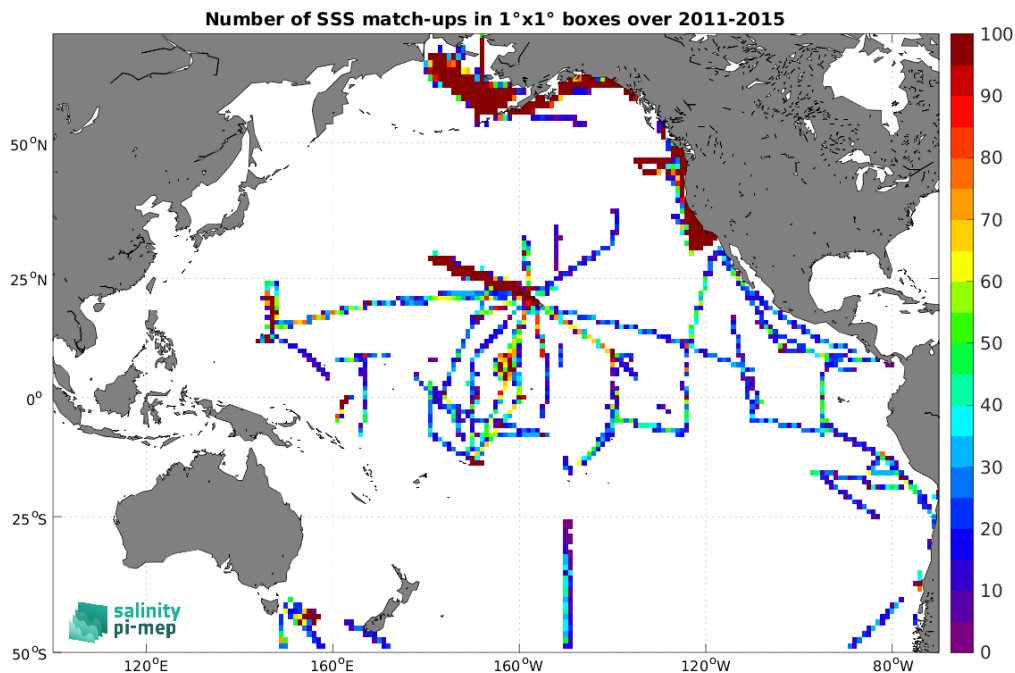 Number of SSS match-ups in 1°x1° boxes over 2011-2015
100
90
80
70
60
50
40
30
20
10
0
50°N
25°N
0°
25°S
50°S
120°E
160°E
160°W
120°W
80°W
salinity
pi-mep